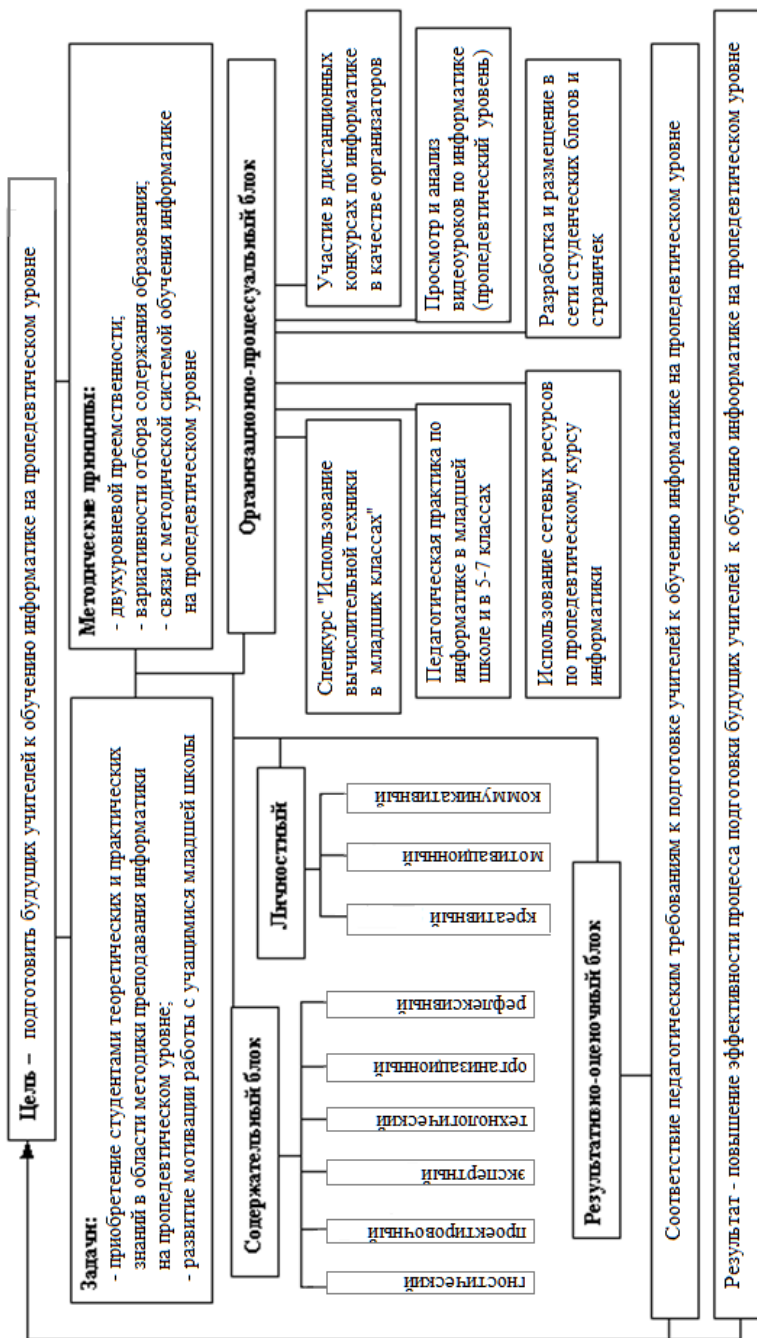 Цель – подготовить будущих учителей к обучению информатике на пропедевтическом уровне
Задачи:
- приобретение студентами теоретических и практических
знаний в области методики преподавания информатики
на пропедевтическом уровне;
- развитие мотивации работы с учащимися младшей школы
Методические принципы:
- двухуровневой преемственности;
- вариативности отбора содержания образования;
- связи с методической системой обучения информатике
на пропедевтическом уровне
Содержательный блок
гностический
проектировочный
экспертный
технологический
организационный
рефлексивный
Личностный
креативный
мотивационный
коммуникативный
Организационно-процессуальный блок
Спецкурс "Использование
вычислительной техники
в младших классах"
Педагогическая практика по
информатике в младшей
школе и в 5-7 классах
Использование сетевых ресурсов
по пропедевтическому курсу
информатики
Участие в дистанционных
конкурсах по информатике
в качестве организаторов
Просмотр и анализ
видеоуроков по информатике
(пропедевтический уровень)
Разработка и размещение в
сети студенческих блогов и
страничек
Результативно-оценочный блок
Соответствие педагогическим требованиям к подготовке учителей к обучению информатике на пропедевтическом уровне
Результат - повышение эффективности процесса подготовки будущих учителей к обучению информатике на пропедевтическом уровне